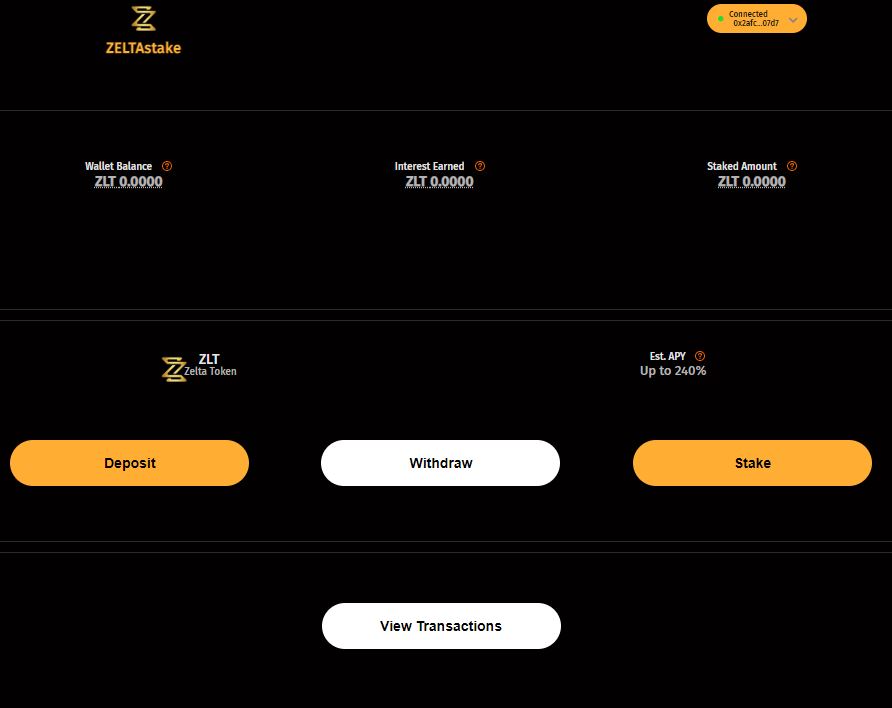 ZELTAstake
Connected
0x2afc...07d7
Wallet Balance
ZLT 0.0000
Interest Earned
ZLT 0.0000
Staked Amount
ZLT 0.0000
ZLT
Zelta Token
Est. APY
Up to 240%
Deposit
Withdraw
Stake
View Transactions